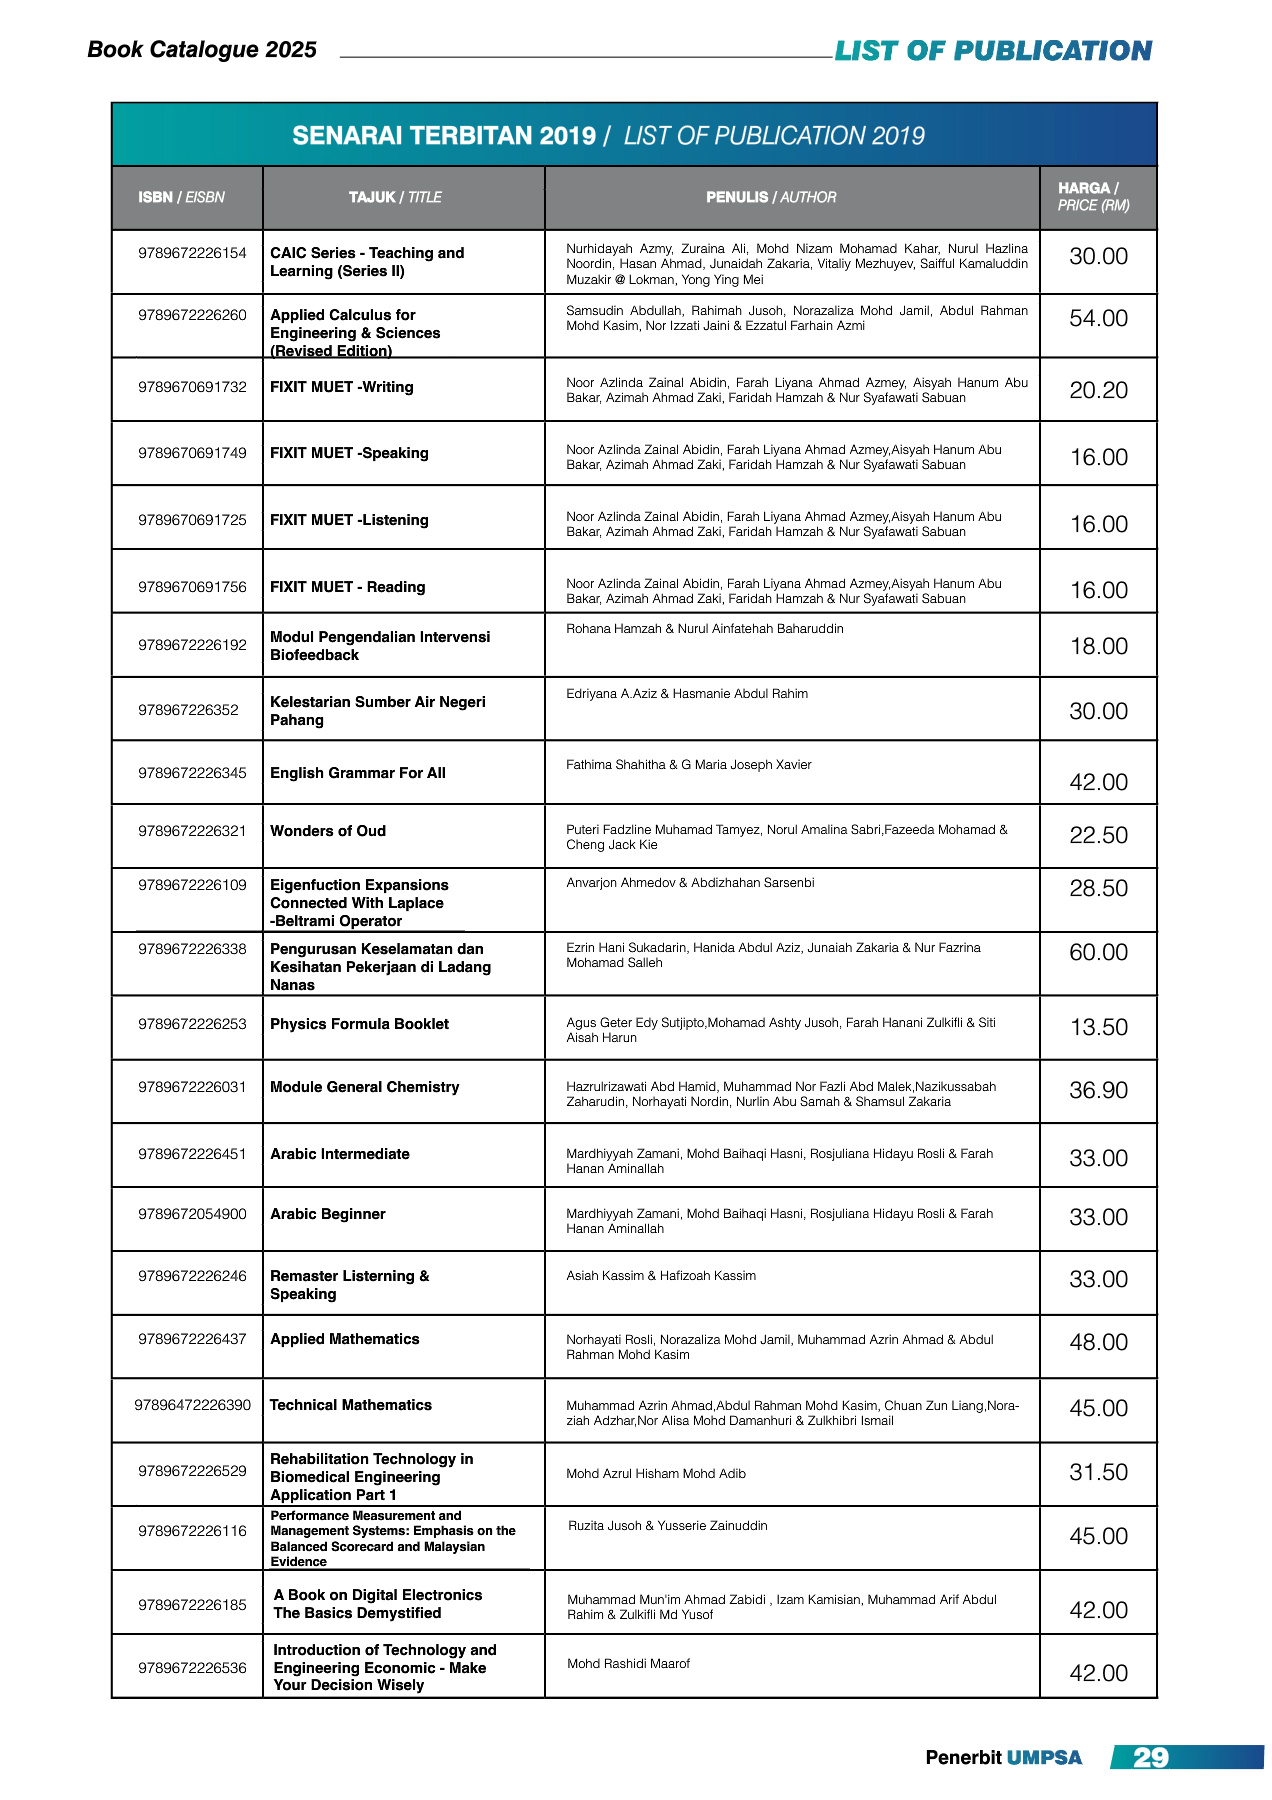 Book Catalogue 2025
LIST OF PUBLICATION
SENARAI TERBITAN 2019 / LIST OF PUBLICATION 2019
ISBN / EISBN
TAJUK / TITLE
PENULIS / AUTHOR
HARGA /
PRICE (RM)
9789672226154
CAIC Series - Teaching and
Learning (Series II)
Nurhidayah Azmy, Zuraina Ali, Mohd Nizam Mohamad Kahar, Nurul Hazlina
Noordin, Hasan Ahmad, Junaidah Zakaria, Vitaliy Mezhuyev, Saifful Kamaluddin
Muzakir @ Lokman, Yong Ying Mei
30.00
9789672226260
Applied Calculus for
Engineering & Sciences
(Revised Edition)
Samsudin Abdullah, Rahimah Jusoh, Norazaliza Mohd Jamil, Abdul Rahman
Mohd Kasim, Nor Izzati Jaini & Ezzatul Farhain Azmi
54.00
9789670691732
FIXIT MUET -Writing
Noor Azlinda Zainal Abidin, Farah Liyana Ahmad Azmey, Aisyah Hanum Abu
Bakar, Azimah Ahmad Zaki, Faridah Hamzah & Nur Syafawati Sabuan
20.20
9789670691749
FIXIT MUET -Speaking
Noor Azlinda Zainal Abidin, Farah Liyana Ahmad Azmey,Aisyah Hanum Abu
Bakar, Azimah Ahmad Zaki, Faridah Hamzah & Nur Syafawati Sabuan
16.00
9789670691725
FIXIT MUET -Listening
Noor Azlinda Zainal Abidin, Farah Liyana Ahmad Azmey,Aisyah Hanum Abu
Bakar, Azimah Ahmad Zaki, Faridah Hamzah & Nur Syafawati Sabuan
16.00
9789670691756
FIXIT MUET - Reading
Noor Azlinda Zainal Abidin, Farah Liyana Ahmad Azmey,Aisyah Hanum Abu
Bakar, Azimah Ahmad Zaki, Faridah Hamzah & Nur Syafawati Sabuan
16.00
9789672226192
Modul Pengendalian Intervensi
Biofeedback
Rohana Hamzah & Nurul Ainfatehah Baharuddin
18.00
978967226352
Kelestarian Sumber Air Negeri
Pahang
Edriyana A.Aziz & Hasmanie Abdul Rahim
30.00
9789672226345
English Grammar For All
Fathima Shahitha & G Maria Joseph Xavier
42.00
9789672226321
Wonders of Oud
Puteri Fadzline Muhamad Tamyez, Norul Amalina Sabri,Fazeeda Mohamad &
Cheng Jack Kie
22.50
9789672226109
Eigenfuction Expansions
Connected With Laplace
-Beltrami Operator
Anvarjon Ahmedov & Abdizhahan Sarsenbi
28.50
9789672226338
Pengurusan Keselamatan dan
Kesihatan Pekerjaan di Ladang
Nanas
Ezrin Hani Sukadarin, Hanida Abdul Aziz, Junaiah Zakaria & Nur Fazrina
Mohamad Salleh
60.00
9789672226253
Physics Formula Booklet
Agus Geter Edy Sutjipto,Mohamad Ashty Jusoh, Farah Hanani Zulkifli & Siti
Aisah Harun
13.50
9789672226031
Module General Chemistry
Hazrulrizawati Abd Hamid, Muhammad Nor Fazli Abd Malek,Nazikussabah
Zaharudin, Norhayati Nordin, Nurlin Abu Samah & Shamsul Zakaria
36.90
9789672226451
Arabic Intermediate
Mardhiyyah Zamani, Mohd Baihaqi Hasni, Rosjuliana Hidayu Rosli & Farah
Hanan Aminallah
33.00
9789672054900
Arabic Beginner
Mardhiyyah Zamani, Mohd Baihaqi Hasni, Rosjuliana Hidayu Rosli & Farah
Hanan Aminallah
33.00
9789672226246
Remaster Listerning &
Speaking
Asiah Kassim & Hafizoah Kassim
33.00
9789672226437
Applied Mathematics
Norhayati Rosli, Norazaliza Mohd Jamil, Muhammad Azrin Ahmad & Abdul
Rahman Mohd Kasim
48.00
97896472226390
Technical Mathematics
Muhammad Azrin Ahmad,Abdul Rahman Mohd Kasim, Chuan Zun Liang,Nora-
ziah Adzhar,Nor Alisa Mohd Damanhuri & Zulkhibri Ismail
45.00
9789672226529
Rehabilitation Technology in
Biomedical Engineering
Application Part 1
Mohd Azrul Hisham Mohd Adib
31.50
9789672226116
Performance Measurement and
Management Systems: Emphasis on the
Balanced Scorecard and Malaysian
Evidence
Ruzita Jusoh & Yusserie Zainuddin
45.00
9789672226185
A Book on Digital Electronics
The Basics Demystified
Muhammad Mun'im Ahmad Zabidi , Izam Kamisian, Muhammad Arif Abdul
Rahim & Zulkifli Md Yusof
42.00
9789672226536
Introduction of Technology and
Engineering Economic - Make
Your Decision Wisely
Mohd Rashidi Maarof
42.00
Penerbit UMPSA
29